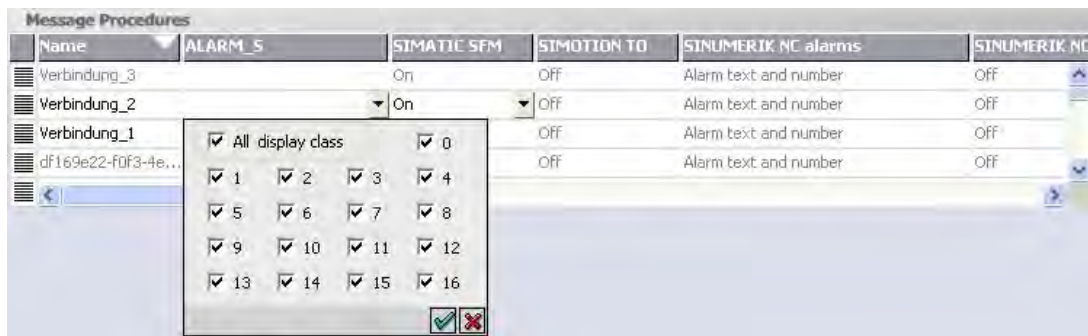 Message Procedures
Name ALARM_S SIMATIC SFM SIMOTION TO SINUMERIK NC alarms SINUMERIK NC
Verbindung_3 On Off Alarm text and number Off
Verbindung_2 On Off Alarm text and number Off
Verbindung_1 Off Alarm text and number Off
df169e22-f0f3-4e... Off Alarm text and number Off
All display class 0
1 2 3 4
5 6 7 8
9 10 11 12
13 14 15 16